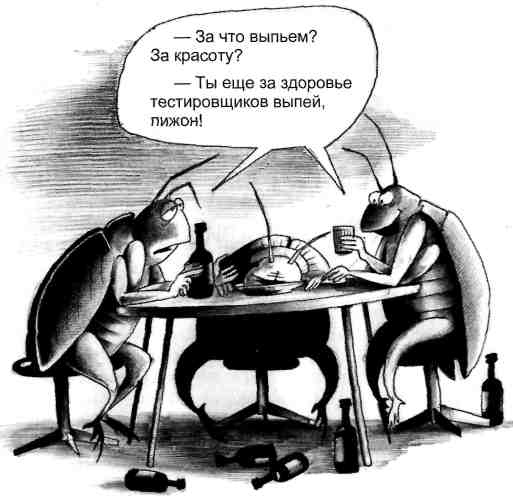 — За что выпьем?
За красоту?
— Ты еще за здоровье
тестировщиков выпей,
пижон!